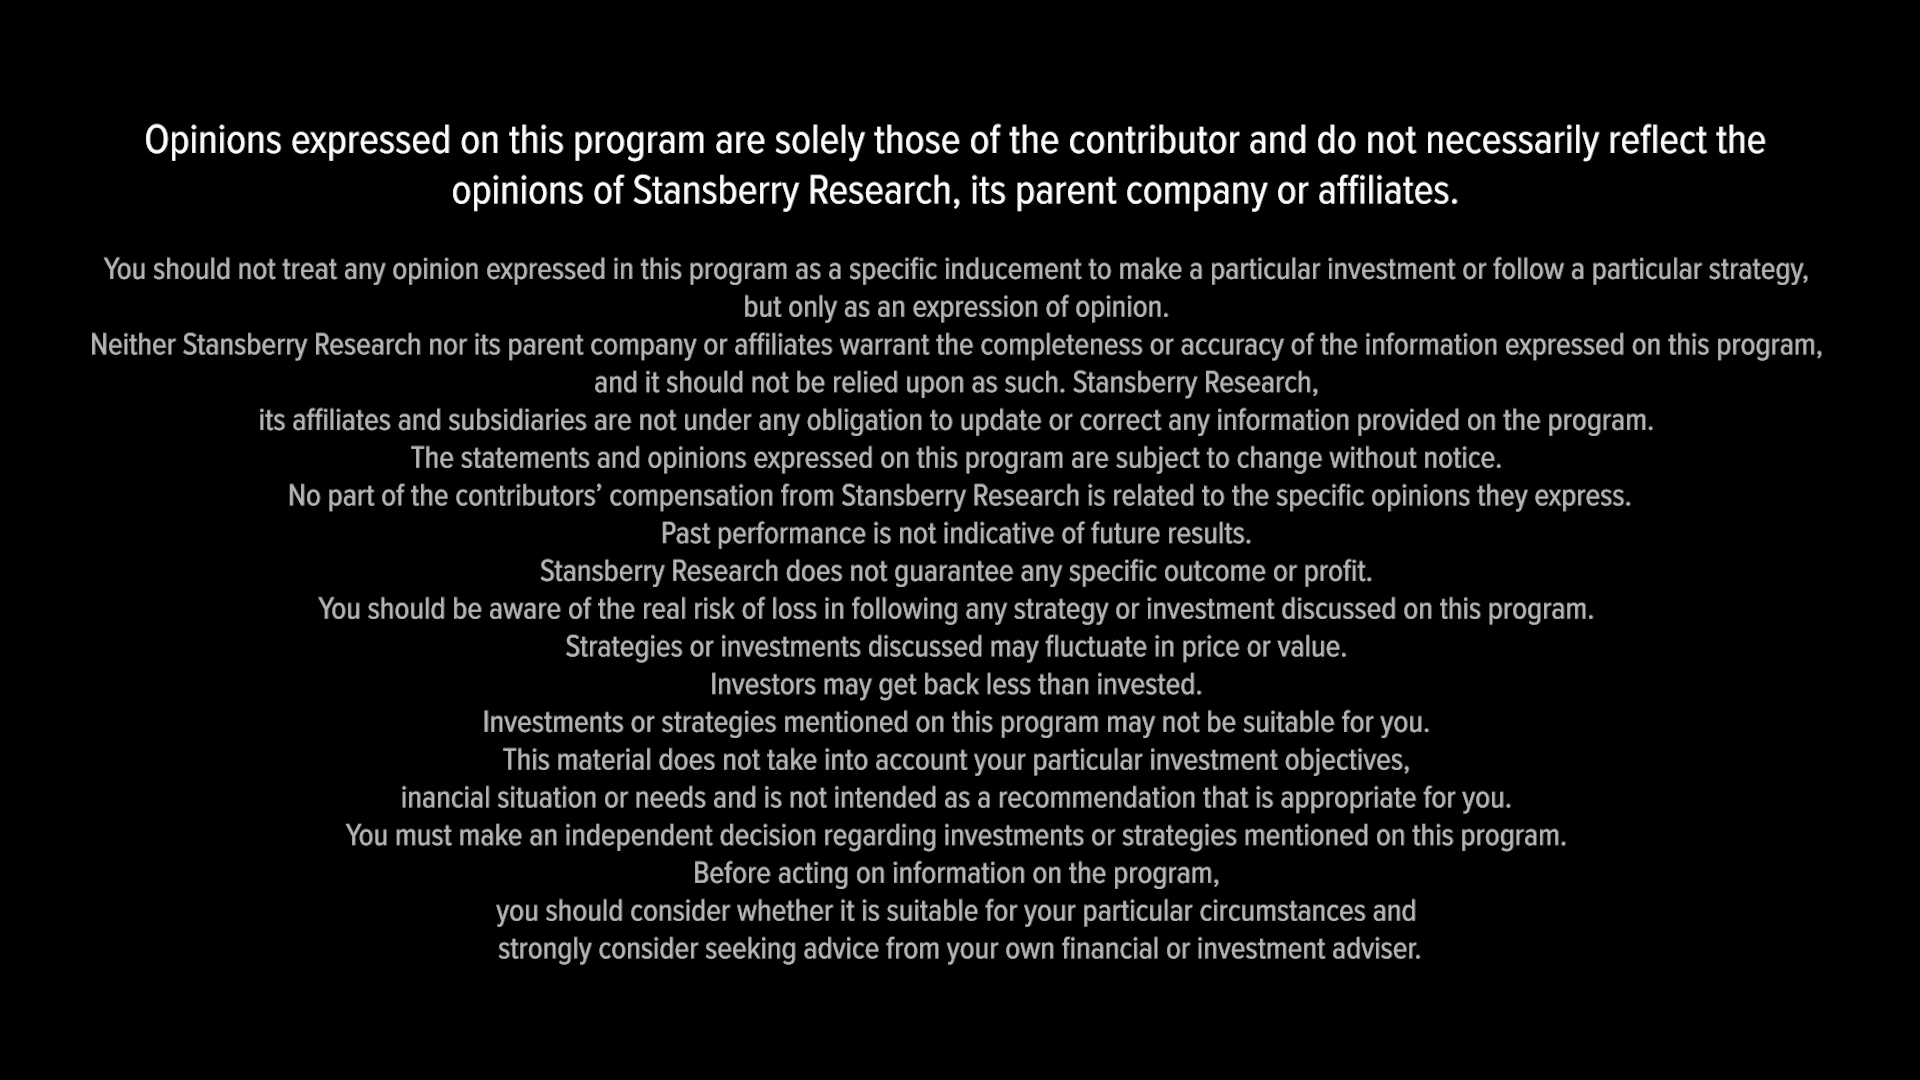 Opinions expressed on this program are solely those of the contributor and do not necessarily reflect the
opinions of Stansberry Research, its parent company or affiliates.
You should not treat any opinion expressed in this program as a specific inducement to make a particular investment or follow a particular strategy,
but only as an expression of opinion.
Neither Stansberry Research nor its parent company or affiliates warrant the completeness or accuracy of the information expressed on this program,
and it should not be relied upon as such. Stansberry Research,
its affiliates and subsidiaries are not under any obligation to update or correct any information provided on the program.
The statements and opinions expressed on this program are subject to change without notice.
No part of the contributors’ compensation from Stansberry Research is related to the specific opinions they express.
Past performance is not indicative of future results.
Stansberry Research does not guarantee any specific outcome or profit.
You should be aware of the real risk of loss in following any strategy or investment discussed on this program.
Strategies or investments discussed may fluctuate in price or value.
Investors may get back less than invested.
Investments or strategies mentioned on this program may not be suitable for you.
This material does not take into account your particular investment objectives,
inancial situation or needs and is not intended as a recommendation that is appropriate for you.
You must make an independent decision regarding investments or strategies mentioned on this program.
Before acting on information on the program,
you should consider whether it is suitable for your particular circumstances and
strongly consider seeking advice from your own financial or investment adviser.